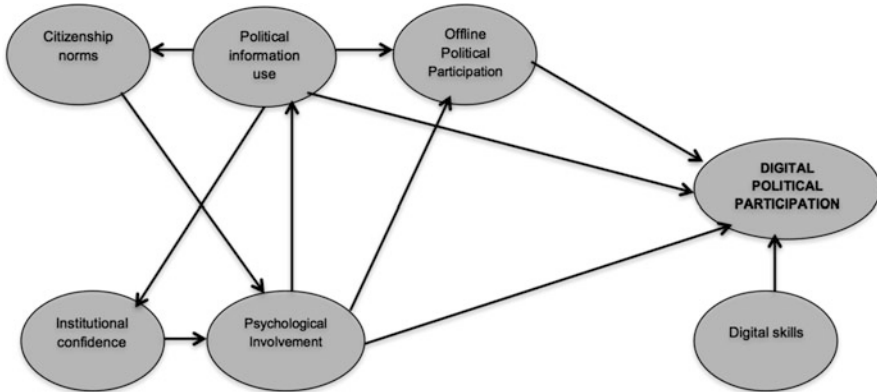 Citizenship
norms
Political
information
use
Offline
Political
Participation
DIGITAL
POLITICAL
PARTICIPATION
Institutional
confidence
Psychological
Involvement
Digital skills